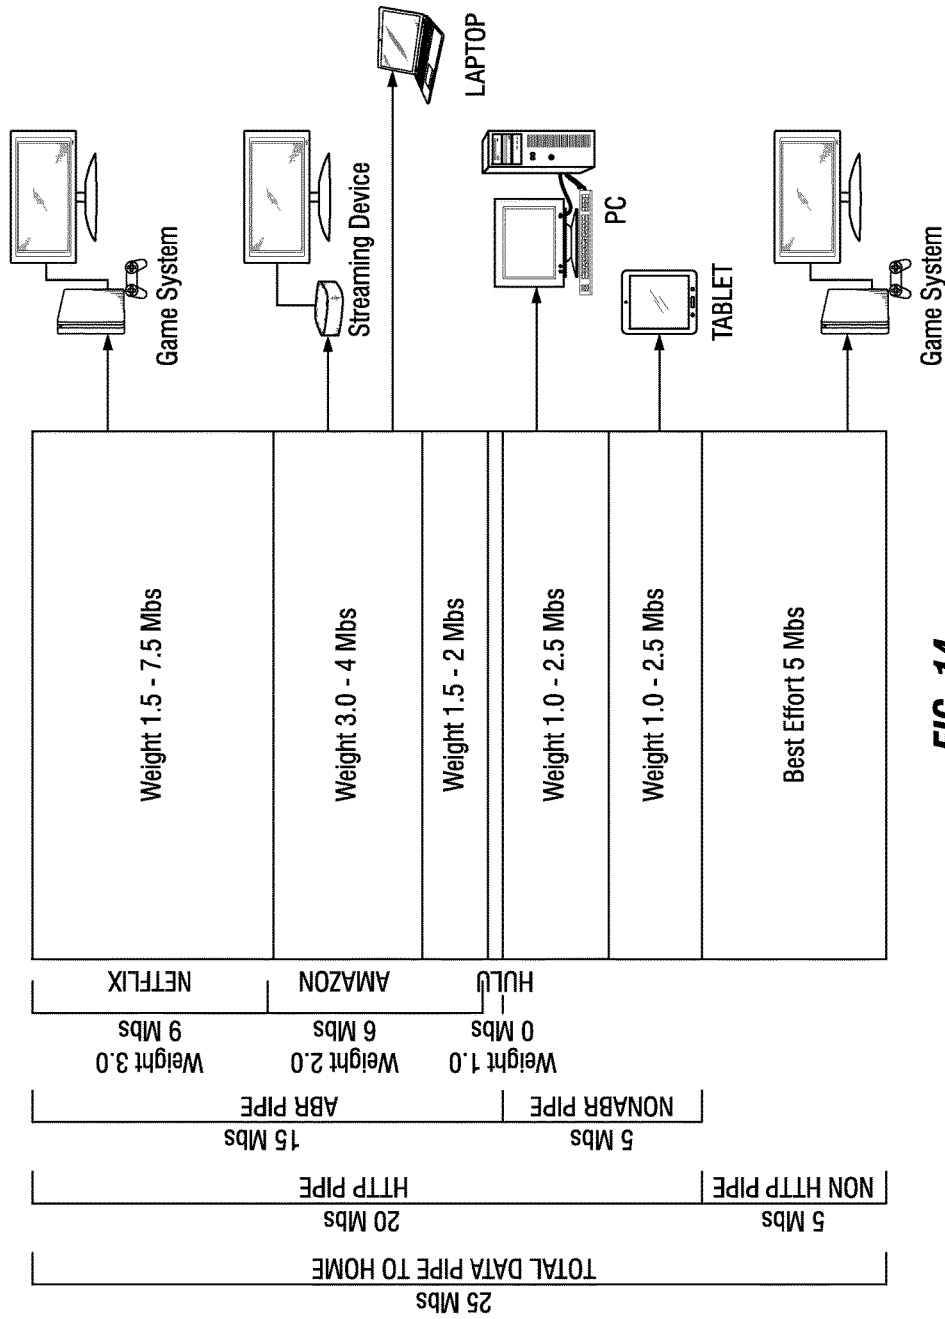 25 Mbs
TOTAL DATA PIPE TO HOME
20 Mbs
HTTP PIPE
5 Mbs
NON HTTP PIPE
15 Mbs
ABR PIPE
5 Mbs
NONABR PIPE
Weight 3.0
9 Mbs
NETFLIX
Weight 2.0
6 Mbs
AMAZON
Weight 1.0
0 Mbs
HULU
Weight 1.5 - 7.5 Mbs
Weight 3.0 - 4 Mbs
Weight 1.5 - 2 Mbs
Weight 1.0 - 2.5 Mbs
Weight 1.0 - 2.5 Mbs
Best Effort 5 Mbs
Game System
Streaming Device
LAPTOP
PC
TABLET
Game System
FIG. 14